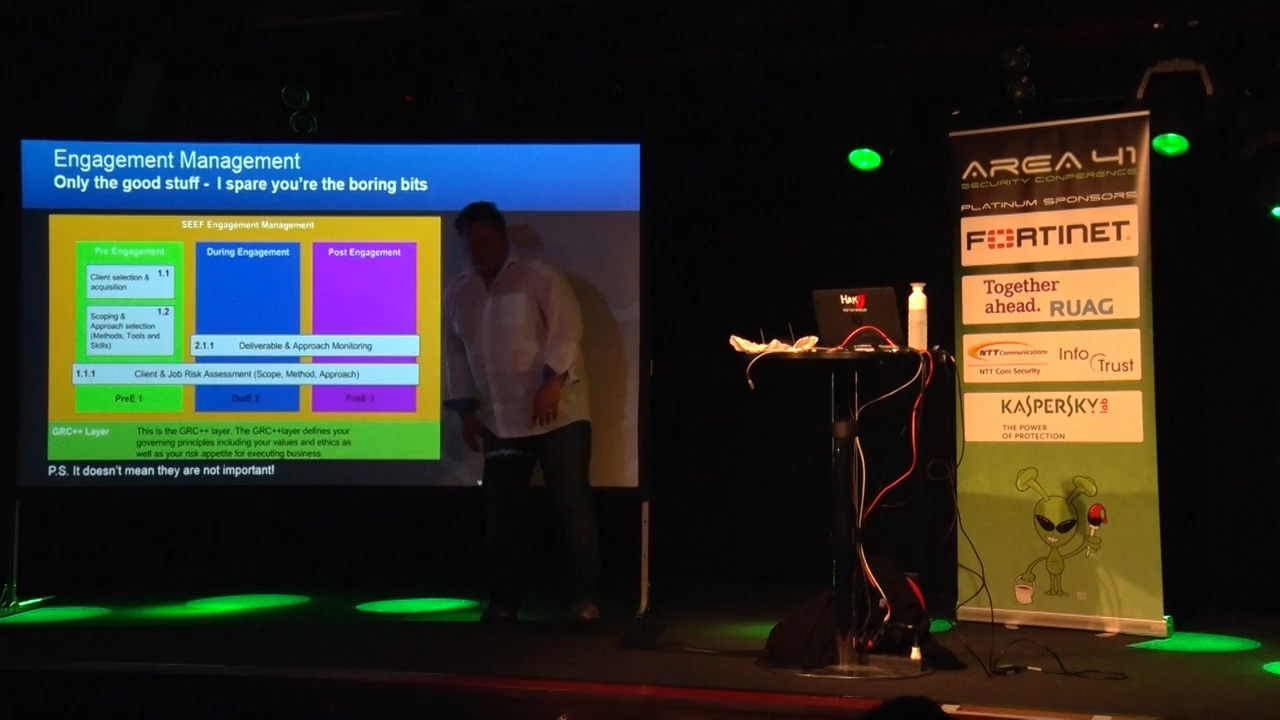 Engagement Management
Only the good stuff - I spare you're the boring bits
SEEF Engagement Management
Pre Engagement
During Engagement
Post Engagement
1.1
Client selection &
acquisition
1.2
Scoping &
Approach selection
(Methods, Tools and
Skills)
2.1.1 Deliverable & Approach Monitoring
1.1.1 Client & Job Risk Assessment (Scope, Method, Approach)
PreE 1
DurE 2
PosE 3
GRC++ Layer
This is the GRC++ layer. The GRC++layer defines your
governing principles including your values and ethics as
well as your risk appetite for executing business.
P.S. It doesn't mean they are not important!
HAK5
AREA 41
SECURITY CONFERENCE
PLATINUM SPONSORS
FORTINET
Together
ahead. RUAG
NTT Communications
NTT Com Security
Info
Trust
KASPERSKY lab
THE POWER
OF PROTECTION